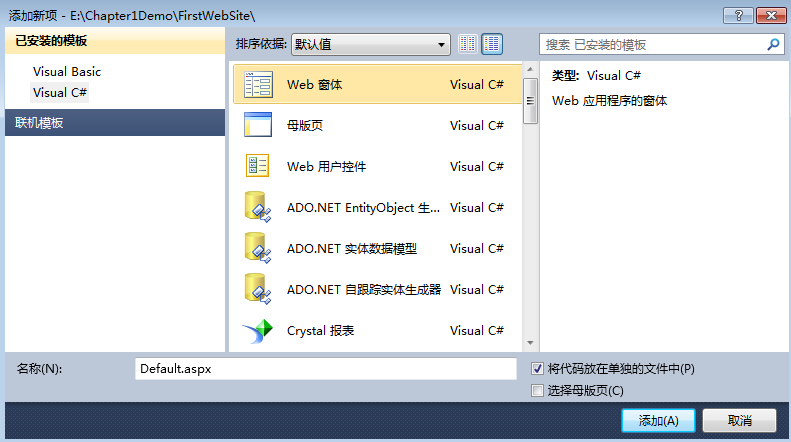 添加新项 - E:\Chapter1Demo\FirstWebSite\
已安装的模板
Visual Basic
Visual C#
联机模板
排序依据: 默认值
搜索 已安装的模板
Web 窗体 Visual C#
母版页 Visual C#
Web 用户控件 Visual C#
ADO.NET EntityObject 生... Visual C#
ADO.NET 实体数据模型 Visual C#
ADO.NET 自跟踪实体生成器 Visual C#
Crystal 报表 Visual C#
类型: Visual C#
Web 应用程序的窗体
名称(N): Default.aspx
将代码放在单独的文件中(P)
选择母版页(C)
添加(A) 取消